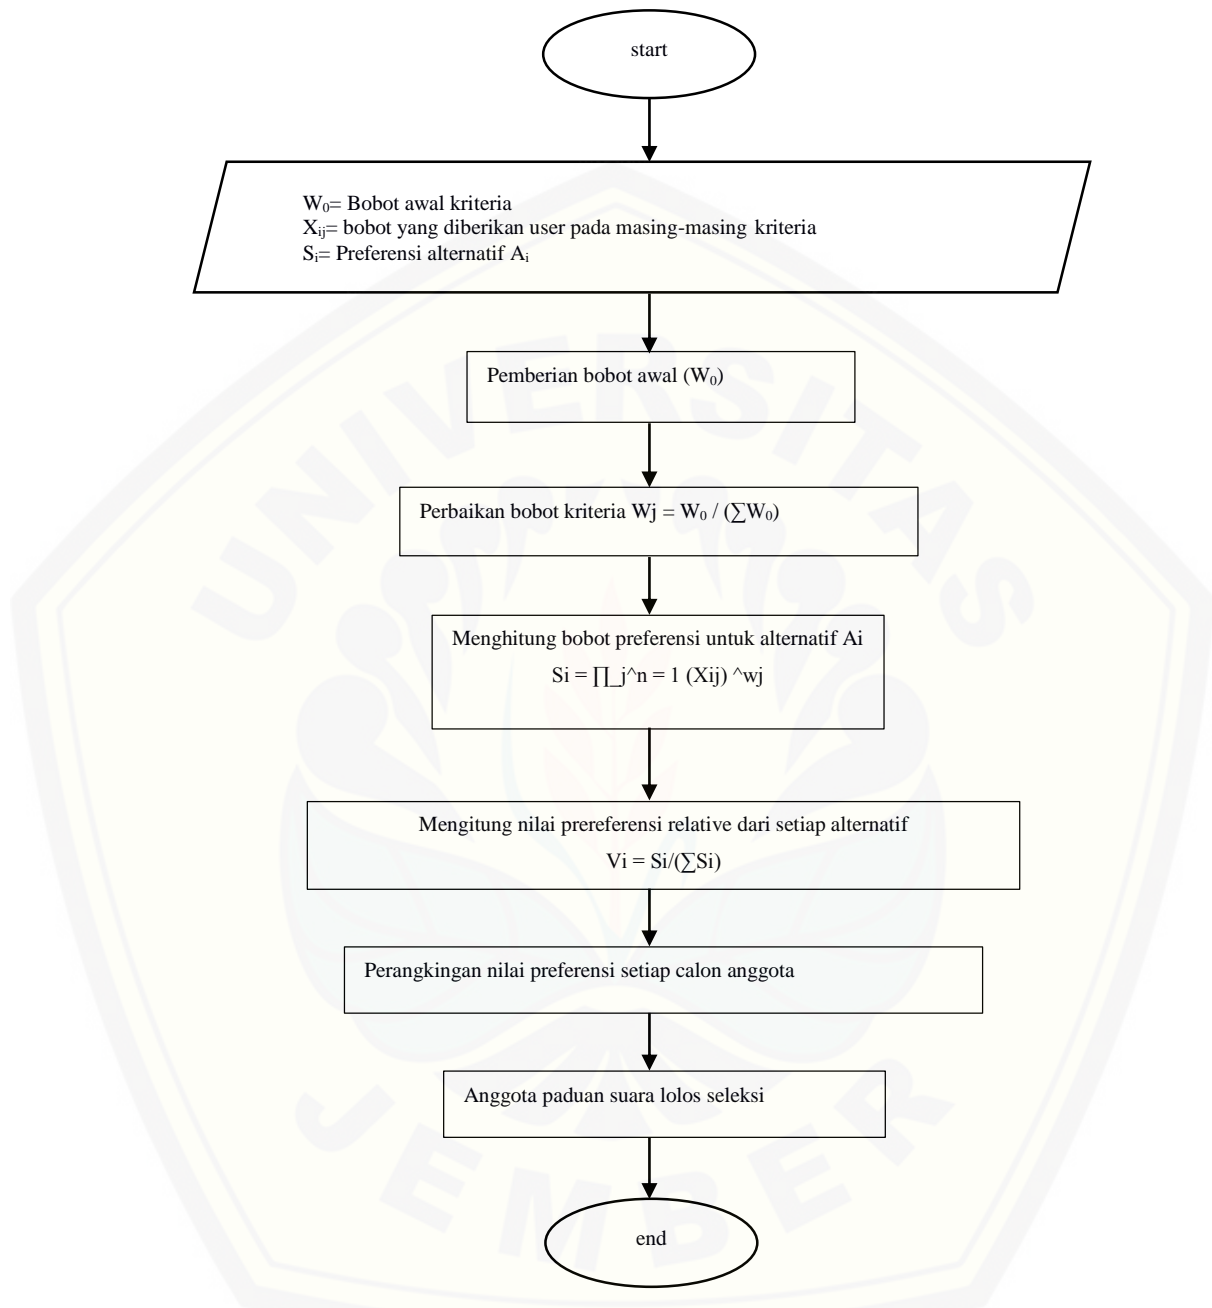 start
W₀= Bobot awal kriteria
Xᵢⱼ= bobot yang diberikan user pada masing-masing kriteria
Sᵢ= Preferensi alternatif Aᵢ
Pemberian bobot awal (W₀)
Perbaikan bobot kriteria Wj = W₀ / (∑W₀)
Menghitung bobot preferensi untuk alternatif Ai
Si = ∏_j^n = 1 (Xij) ^wj
Mengitung nilai prereferensi relative dari setiap alternatif
Vi = Si/(∑Si)
Perangkingan nilai preferensi setiap calon anggota
Anggota paduan suara lolos seleksi
end
UNIVERSITAS
JEMBER